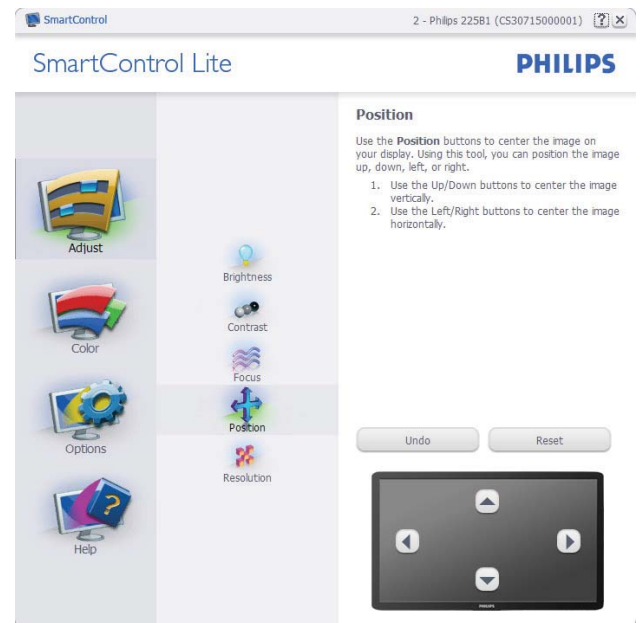 SmartControl
2 - Philips 225B1 (CS30715000001)
SmartControl Lite
PHILIPS
Adjust
Color
Options
Help
Brightness
Contrast
Focus
Position
Resolution
Position
Use the Position buttons to center the image on
your display. Using this tool, you can position the image
up, down, left, or right.
1. Use the Up/Down buttons to center the image
vertically.
2. Use the Left/Right buttons to center the image
horizontally.
Undo
Reset
PHILIPS